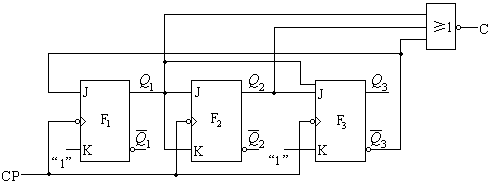 ≥1 C
Q₁ Q₂ Q₃
J J J
F₁ F₂ F₃
K Q̅₁ K Q̅₂ K Q̅₃
“1” “1”
CP